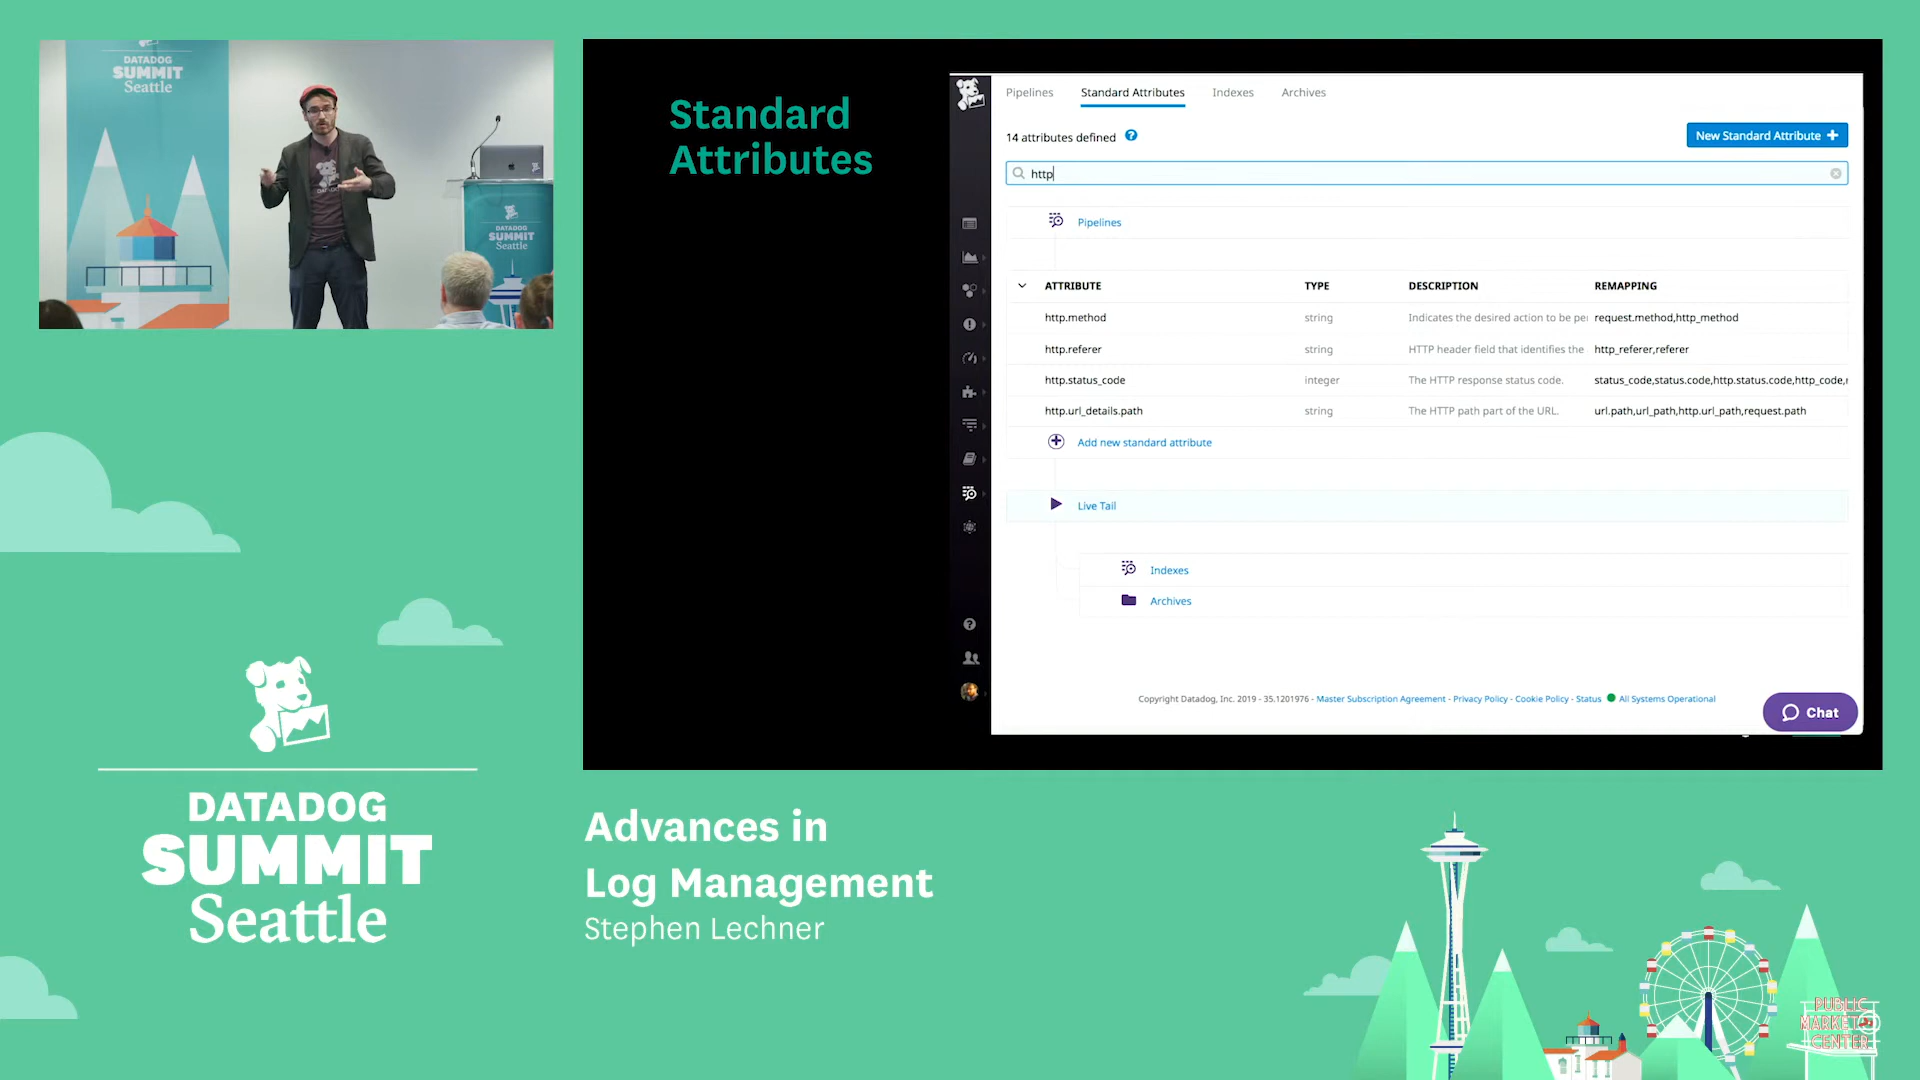 DATADOG
SUMMIT
Seattle
DATADOG
SUMMIT
Seattle
Standard
Attributes
Pipelines
Standard Attributes
Indexes
Archives
14 attributes defined ?
New Standard Attribute +
http
Pipelines
ATTRIBUTE TYPE DESCRIPTION REMAPPING
http.method string Indicates the desired action to be per request.method,http_method
http.referer string HTTP header field that identifies the http_referer,referer
http.status_code integer The HTTP response status code. status_code,status.code,http.status.code,http_code,
http.url_details.path string The HTTP path part of the URL. url.path,url_path,http.url_path,request.path
Add new standard attribute
Live Tail
Indexes
Archives
Copyright Datadog, Inc. 2019 - 35.1201976 - Master Subscription Agreement - Privacy Policy - Cookie Policy - Status All Systems Operational
Chat
DATADOG
SUMMIT
Seattle
Advances in
Log Management
Stephen Lechner
PUBLIC
MARKET
CENTER